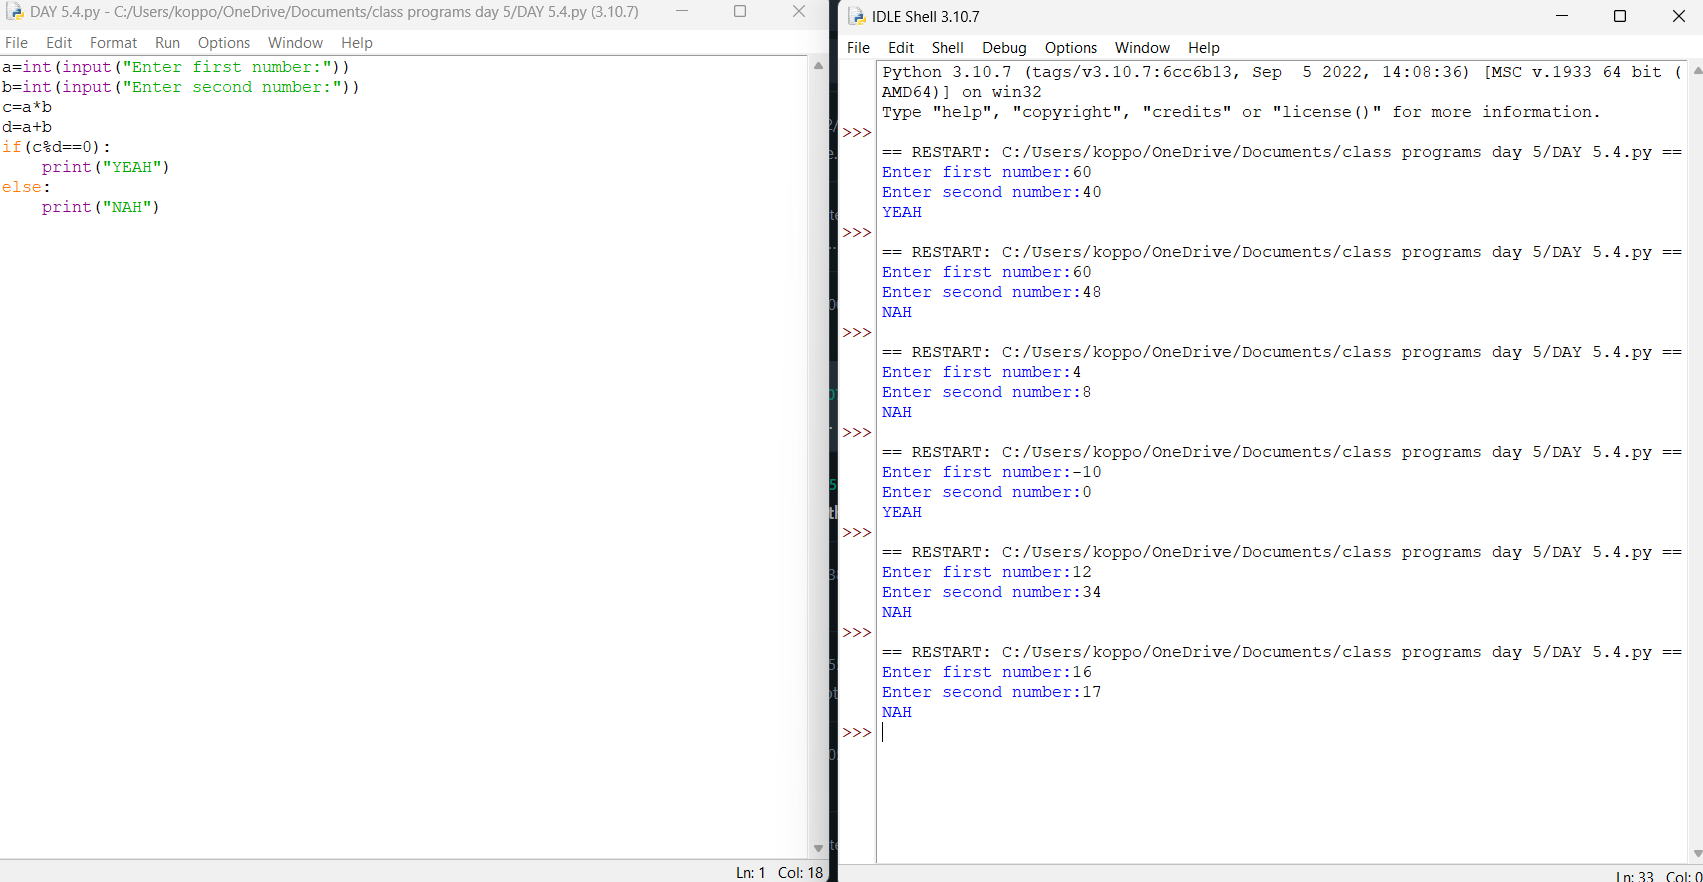 DAY 5.4.py - C:/Users/koppo/OneDrive/Documents/class programs day 5/DAY 5.4.py (3.10.7)
File Edit Format Run Options Window Help
a=int(input("Enter first number:"))
b=int(input("Enter second number:"))
c=a*b
d=a+b
if(c%d==0):
    print("YEAH")
else:
    print("NAH")
Ln: 1 Col: 18
IDLE Shell 3.10.7
File Edit Shell Debug Options Window Help
Python 3.10.7 (tags/v3.10.7:6cc6b13, Sep  5 2022, 14:08:36) [MSC v.1933 64 bit (
AMD64)] on win32
Type "help", "copyright", "credits" or "license()" for more information.
>>>
== RESTART: C:/Users/koppo/OneDrive/Documents/class programs day 5/DAY 5.4.py ==
Enter first number:60
Enter second number:40
YEAH
>>>
== RESTART: C:/Users/koppo/OneDrive/Documents/class programs day 5/DAY 5.4.py ==
Enter first number:60
Enter second number:48
NAH
>>>
== RESTART: C:/Users/koppo/OneDrive/Documents/class programs day 5/DAY 5.4.py ==
Enter first number:4
Enter second number:8
NAH
>>>
== RESTART: C:/Users/koppo/OneDrive/Documents/class programs day 5/DAY 5.4.py ==
Enter first number:-10
Enter second number:0
YEAH
>>>
== RESTART: C:/Users/koppo/OneDrive/Documents/class programs day 5/DAY 5.4.py ==
Enter first number:12
Enter second number:34
NAH
>>>
== RESTART: C:/Users/koppo/OneDrive/Documents/class programs day 5/DAY 5.4.py ==
Enter first number:16
Enter second number:17
NAH
>>>
Ln: 33 Col: 0